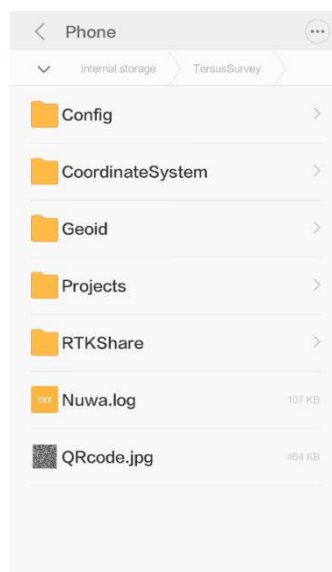 Phone
Internal storage TersusSurvey
Config
CoordinateSystem
Geoid
Projects
RTKShare
TXT Nuwa.log 107 KB
QRcode.jpg 464 KB